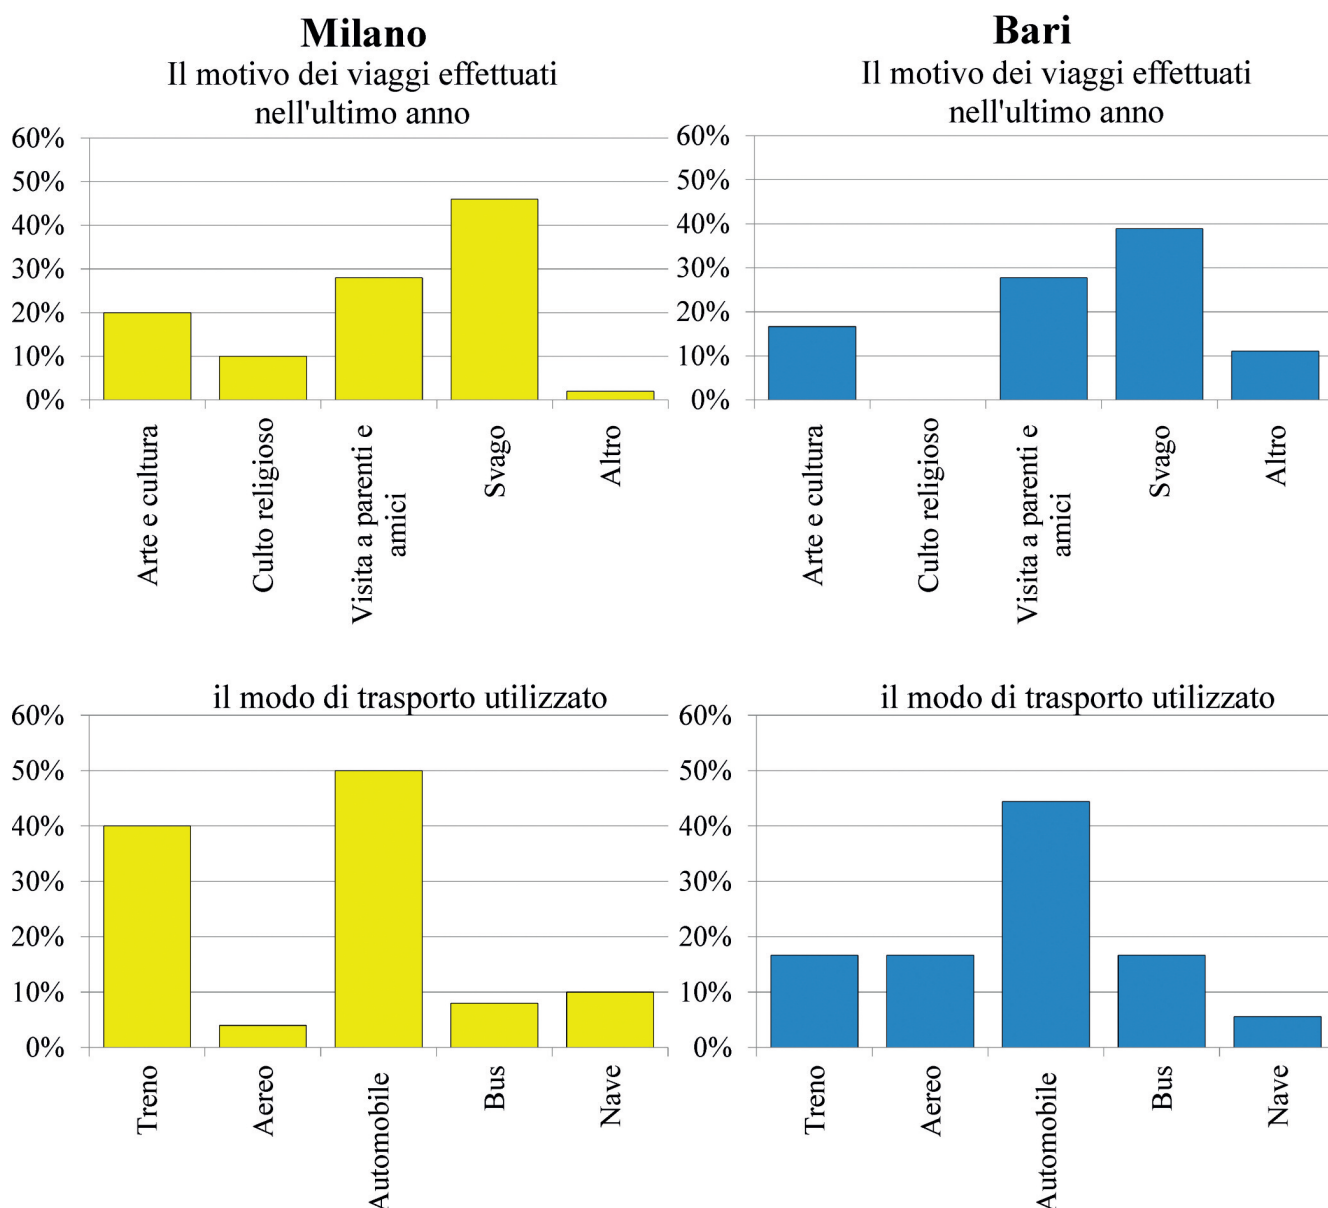 Milano
Il motivo dei viaggi effettuati
nell'ultimo anno
60%
50%
40%
30%
20%
10%
0%
Arte e cultura
Culto religioso
Visita a parenti e
amici
Svago
Altro
Bari
Il motivo dei viaggi effettuati
nell'ultimo anno
60%
50%
40%
30%
20%
10%
0%
Arte e cultura
Culto religioso
Visita a parenti e
amici
Svago
Altro
il modo di trasporto utilizzato
60%
50%
40%
30%
20%
10%
0%
Treno
Aereo
Automobile
Bus
Nave
il modo di trasporto utilizzato
60%
50%
40%
30%
20%
10%
0%
Treno
Aereo
Automobile
Bus
Nave